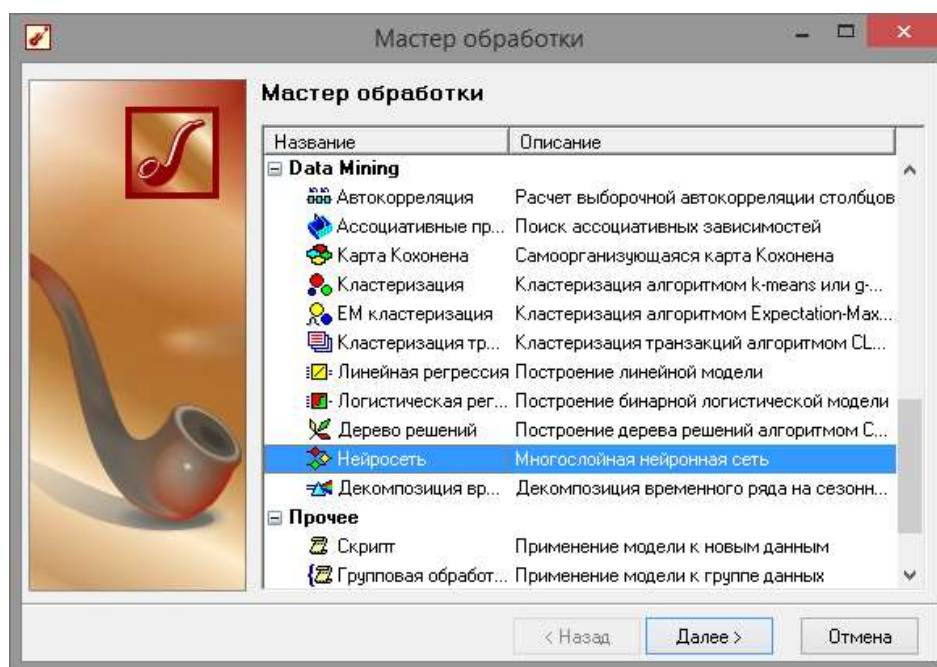 Мастер обработки
Мастер обработки
Название Описание
Data Mining
Автокорреляция Расчет выборочной автокорреляции столбцов
Ассоциативные пр... Поиск ассоциативных зависимостей
Карта Кохонена Самоорганизующаяся карта Кохонена
Кластеризация Кластеризация алгоритмом k-means или g-...
EM кластеризация Кластеризация алгоритмом Expectation-Max...
Кластеризация тр... Кластеризация транзакций алгоритмом CL...
Линейная регрессия Построение линейной модели
Логистическая рег... Построение бинарной логистической модели
Дерево решений Построение дерева решений алгоритмом C...
Нейросеть Многослойная нейронная сеть
Декомпозиция вр... Декомпозиция временного ряда на сезонн...
Прочее
Скрипт Применение модели к новым данным
Групповая обработ... Применение модели к группе данных
< Назад Далее > Отмена